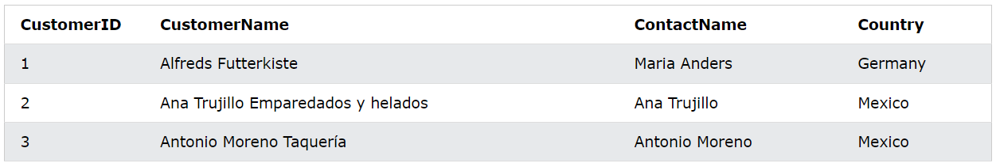 CustomerID CustomerName ContactName Country
1 Alfreds Futterkiste Maria Anders Germany
2 Ana Trujillo Emparedados y helados Ana Trujillo Mexico
3 Antonio Moreno Taquería Antonio Moreno Mexico